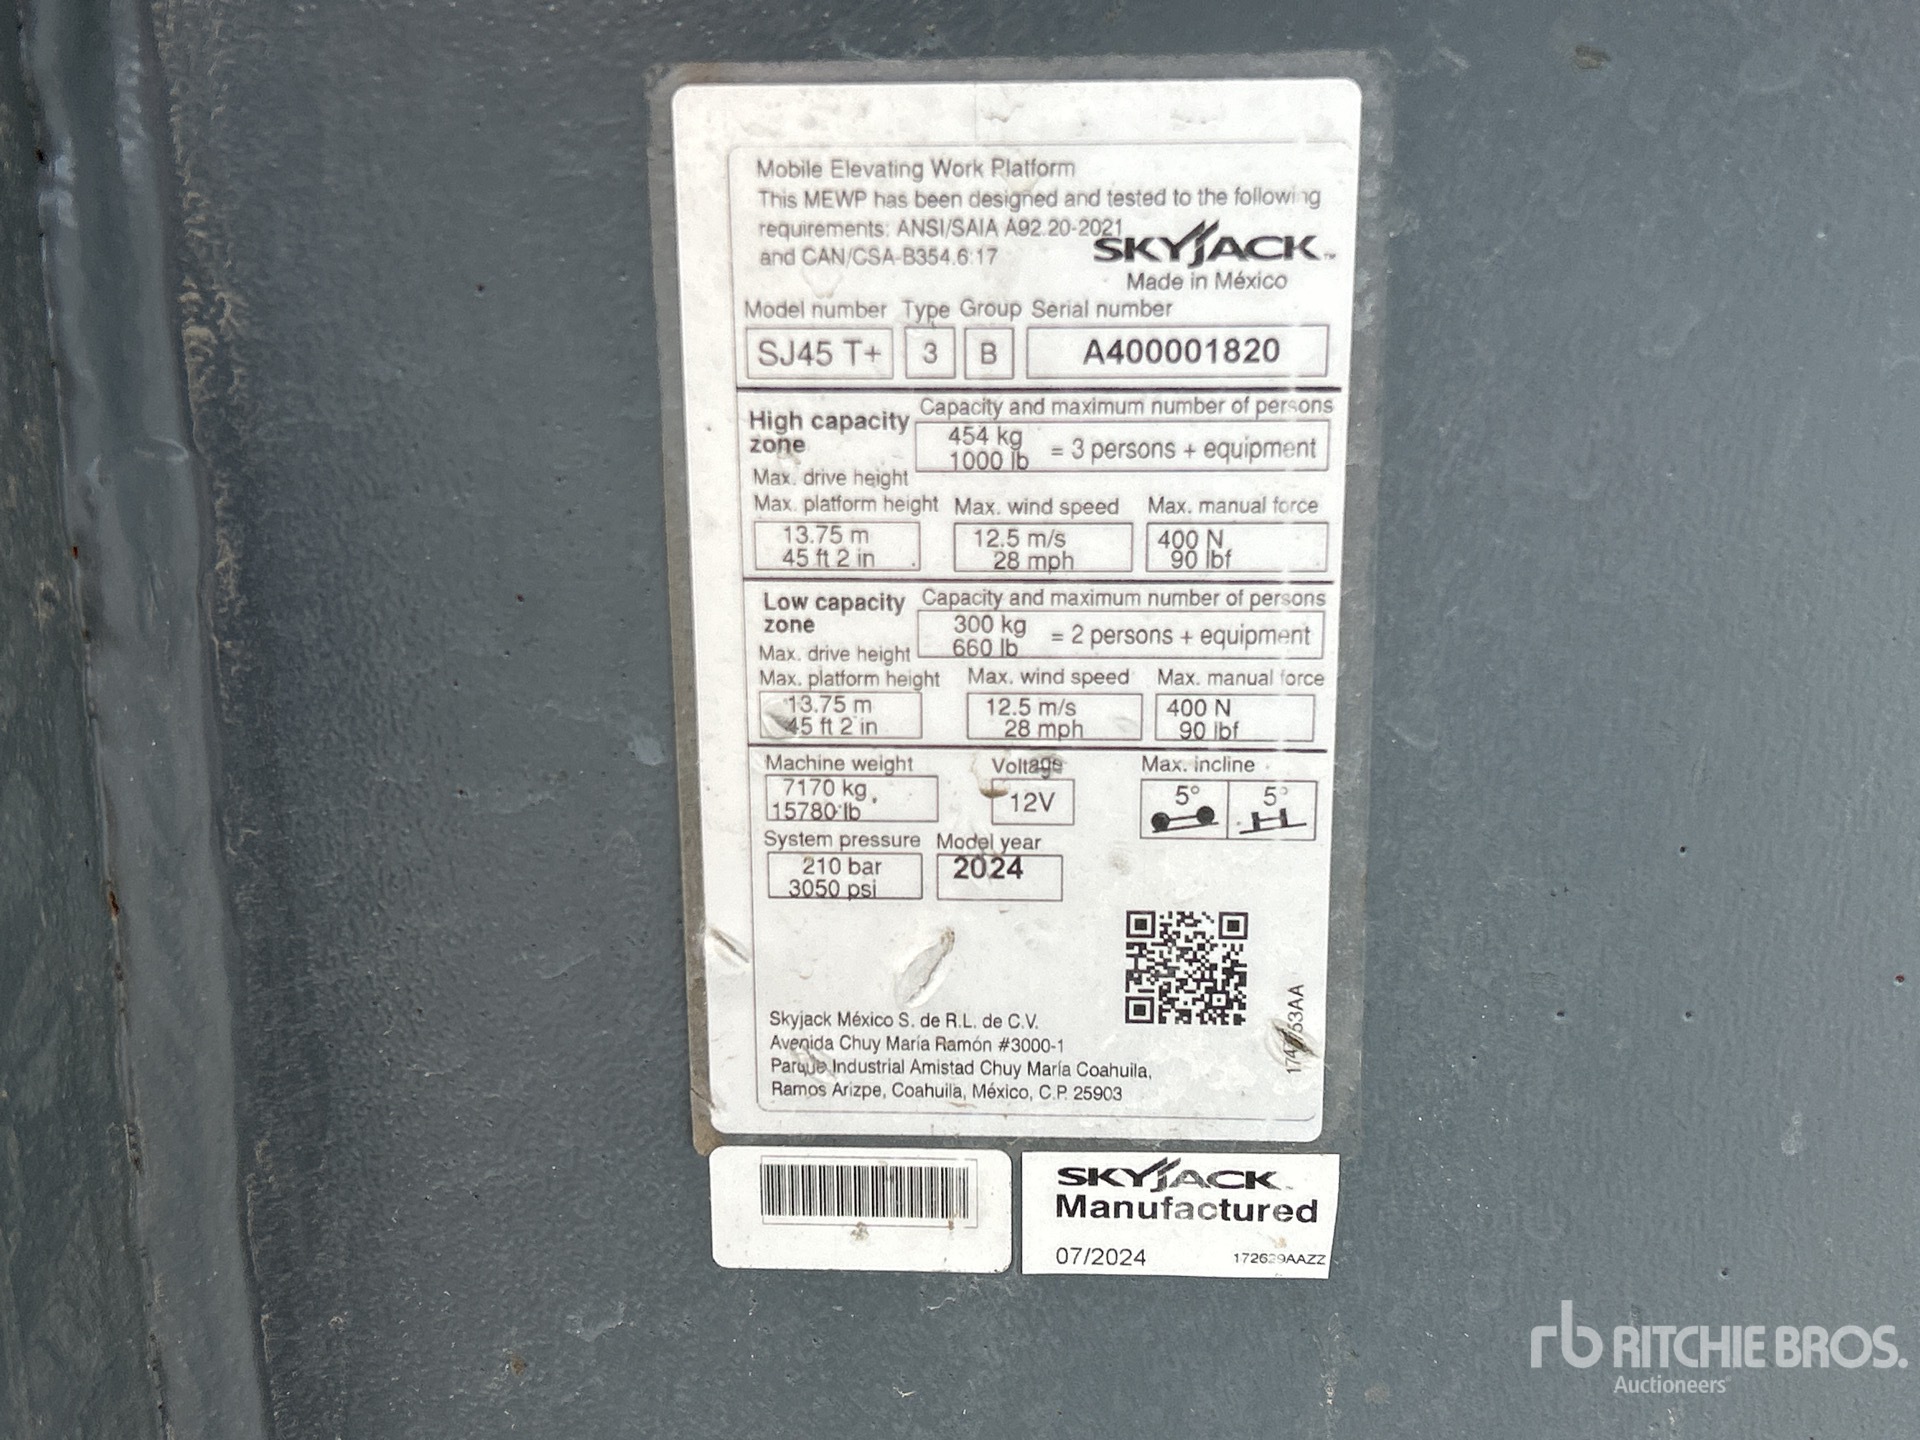 Mobile Elevating Work Platform
This MEWP has been designed and tested to the following
requirements: ANSI/SAIA A92.20-2021
and CAN/CSA-B354.6:17
SKYJACK™
Made in México
Model number Type Group Serial number
SJ45 T+ 3 B A400001820
High capacity zone
Capacity and maximum number of persons
454 kg
1000 lb
= 3 persons + equipment
Max. drive height
Max. platform height Max. wind speed Max. manual force
13.75 m 12.5 m/s 400 N
45 ft 2 in 28 mph 90 lbf
Low capacity zone
Capacity and maximum number of persons
300 kg
660 lb
= 2 persons + equipment
Max. drive height
Max. platform height Max. wind speed Max. manual force
13.75 m 12.5 m/s 400 N
45 ft 2 in 28 mph 90 lbf
Machine weight Voltage Max. incline
7170 kg 12V 5° 5°
15780 lb
System pressure Model year
210 bar 2024
3050 psi
Skyjack México S. de R.L. de C.V.
Avenida Chuy María Ramón #3000-1
Parque Industrial Amistad Chuy María Coahuila,
Ramos Arizpe, Coahuila, México, C.P. 25903
SKYJACK
Manufactured
07/2024
rb RITCHIE BROS.
Auctioneers